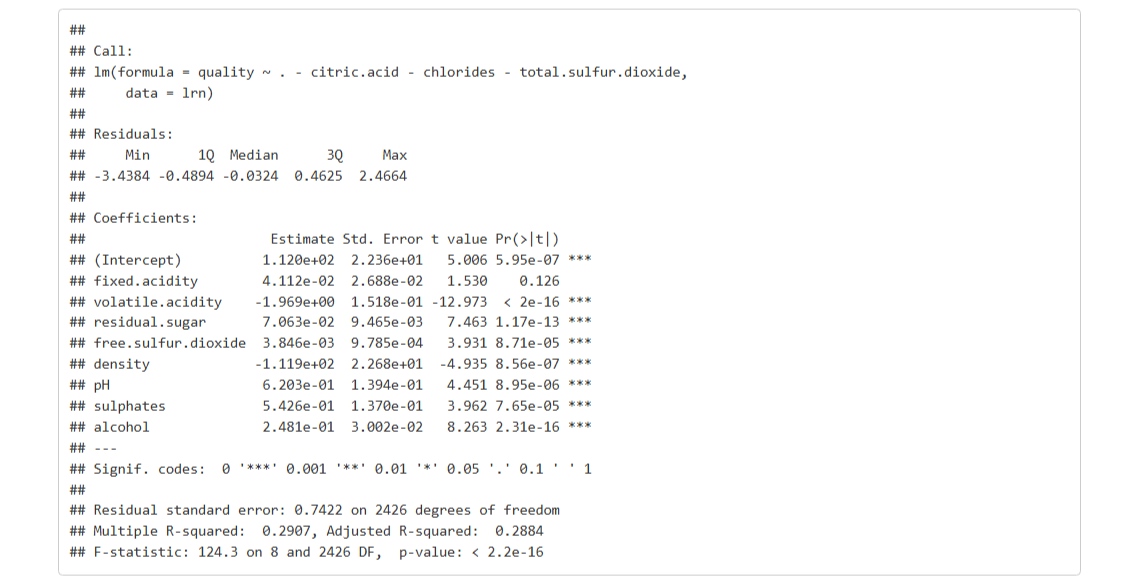 ##
## Call:
## lm(formula = quality ~ . - citric.acid - chlorides - total.sulfur.dioxide,
##     data = lrn)
##
## Residuals:
##     Min      1Q  Median      3Q     Max
## -3.4384 -0.4894 -0.0324  0.4625  2.4664
##
## Coefficients:
##                       Estimate Std. Error t value Pr(>|t|)
## (Intercept)          1.120e+02  2.236e+01   5.006 5.95e-07 ***
## fixed.acidity        4.112e-02  2.688e-02   1.530    0.126
## volatile.acidity    -1.969e+00  1.518e-01 -12.973  < 2e-16 ***
## residual.sugar       7.063e-02  9.465e-03   7.463 1.17e-13 ***
## free.sulfur.dioxide  3.846e-03  9.785e-04   3.931 8.71e-05 ***
## density             -1.119e+02  2.268e+01  -4.935 8.56e-07 ***
## pH                   6.203e-01  1.394e-01   4.451 8.95e-06 ***
## sulphates            5.426e-01  1.370e-01   3.962 7.65e-05 ***
## alcohol              2.481e-01  3.002e-02   8.263 2.31e-16 ***
## ---
## Signif. codes:  0 '***' 0.001 '**' 0.01 '*' 0.05 '.' 0.1 ' ' 1
##
## Residual standard error: 0.7422 on 2426 degrees of freedom
## Multiple R-squared:  0.2907, Adjusted R-squared:  0.2884
## F-statistic: 124.3 on 8 and 2426 DF,  p-value: < 2.2e-16